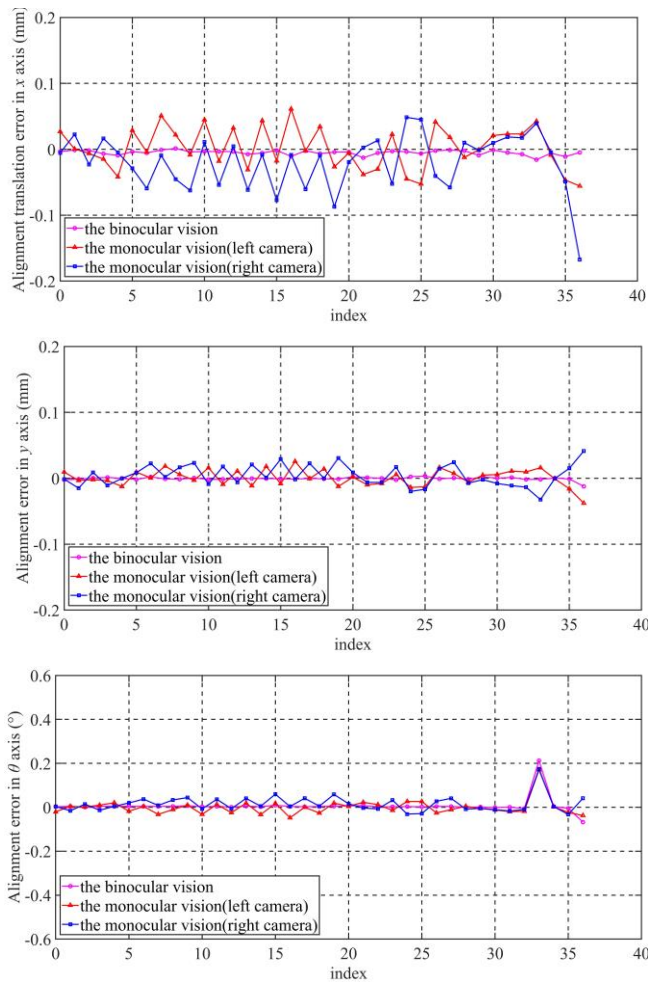 Alignment translation error in x axis (mm)
0.2
0.1
0
-0.1
-0.2
the binocular vision
the monocular vision(left camera)
the monocular vision(right camera)
0 5 10 15 20 25 30 35 40
index
Alignment error in y axis (mm)
0.2
0.1
0
-0.1
-0.2
the binocular vision
the monocular vision(left camera)
the monocular vision(right camera)
0 5 10 15 20 25 30 35 40
index
Alignment error in θ axis (°)
0.6
0.4
0.2
0
-0.2
-0.4
-0.6
the binocular vision
the monocular vision(left camera)
the monocular vision(right camera)
0 5 10 15 20 25 30 35 40
index